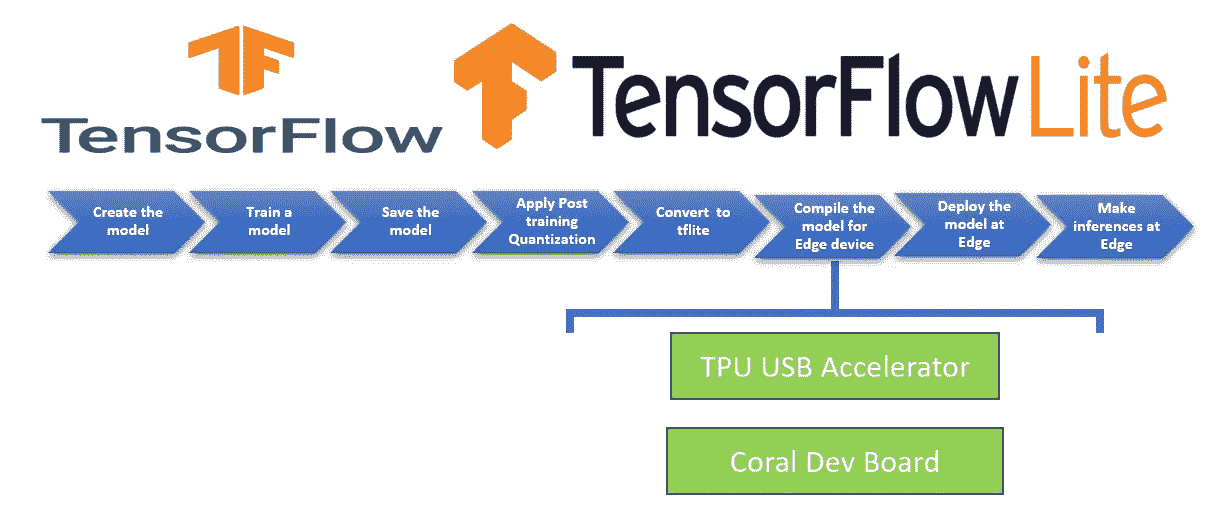 TensorFlow
TensorFlow Lite
Create the
model
Train a
model
Save the
model
Apply Post
training
Quantization
Convert to
tflite
Compile the
model for
Edge device
Deploy the
model at
Edge
Make
inferences at
Edge
TPU USB Accelerator
Coral Dev Board